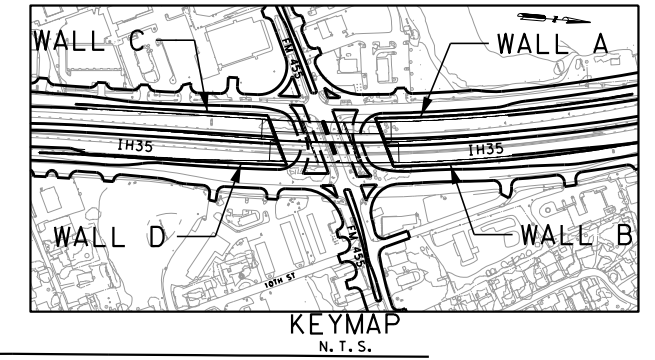 WALL C
FM 455
WALL A
IH35
IH35
WALL D
FM 455
WALL B
10TH ST
KEYMAP
N.T.S.